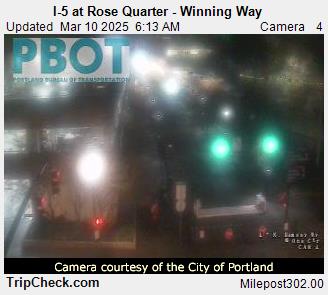 I-5 at Rose Quarter - Winning Way
Updated Mar 10 2025 6:13 AM Camera 4
PBOT
PORTLAND BUREAU OF TRANSPORTATION
Camera courtesy of the City of Portland
TripCheck.com Milepost302.00